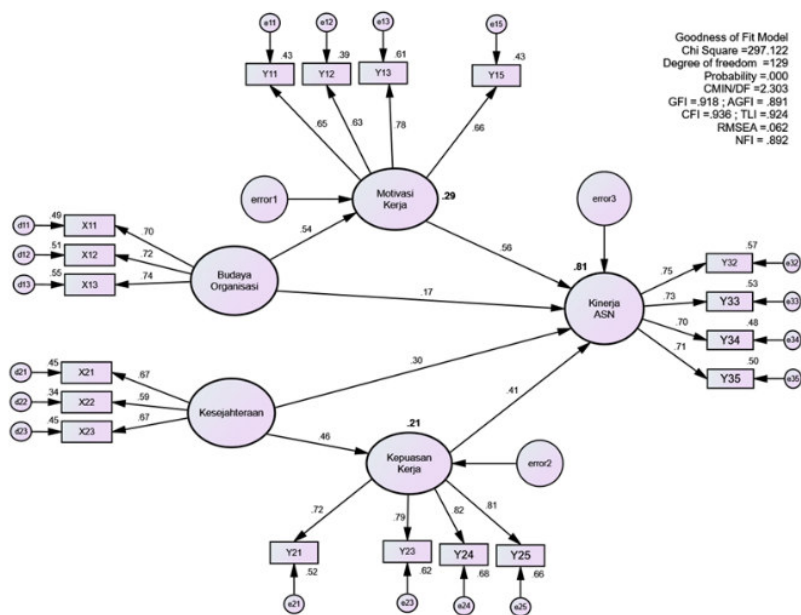 Goodness of Fit Model
Chi Square =297.122
Degree of freedom =129
Probability =.000
CMIN/DF =2.303
GFI =.918 ; AGFI = .891
CFI =.936 ; TLI =.924
RMSEA =.062
NFI = .892
e11 e12 e13 e15
.43 .39 .61 .43
Y11 Y12 Y13 Y15
.65 .63 .78 .66
error1
Motivasi
Kerja
.29
error3
.49
d11 X11 .70
.51
d12 X12 .72
.55
d13 X13 .74
Budaya
Organisasi
.54
.56
.17
.81
Kinerja
ASN
.57
.75 Y32 e32
.53
.73 Y33 e33
.48
.70 Y34 e34
.50
.71 Y35 e35
.30
.41
.45
d21 X21 .67
.34
d22 X22 .59
.45
d23 X23 .67
Kesejahteraan
.46
.21
Kepuasan
Kerja
error2
.72 .79 .82 .81
Y21 Y23 Y24 Y25
.52 .62 .68 .66
e21 e23 e24 e25